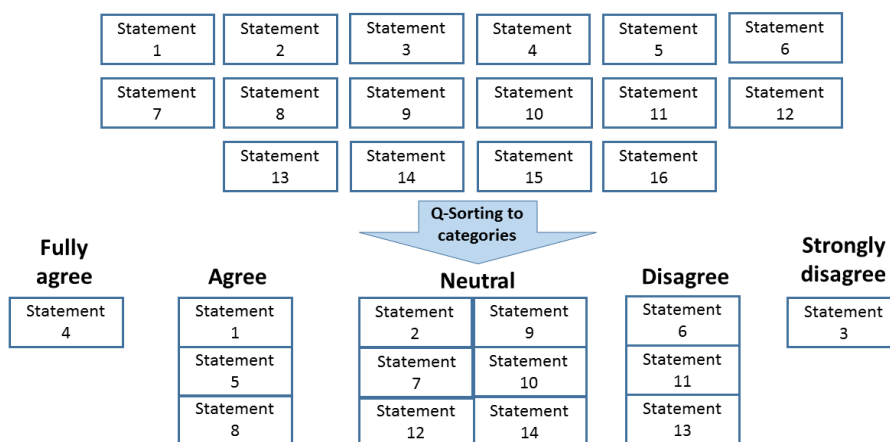 Statement
1
Statement
2
Statement
3
Statement
4
Statement
5
Statement
6
Statement
7
Statement
8
Statement
9
Statement
10
Statement
11
Statement
12
Statement
13
Statement
14
Statement
15
Statement
16
Q-Sorting to
categories
Fully
agree
Statement
4
Agree
Statement
1
Statement
5
Statement
8
Neutral
Statement
2
Statement
9
Statement
7
Statement
10
Statement
12
Statement
14
Disagree
Statement
6
Statement
11
Statement
13
Strongly
disagree
Statement
3